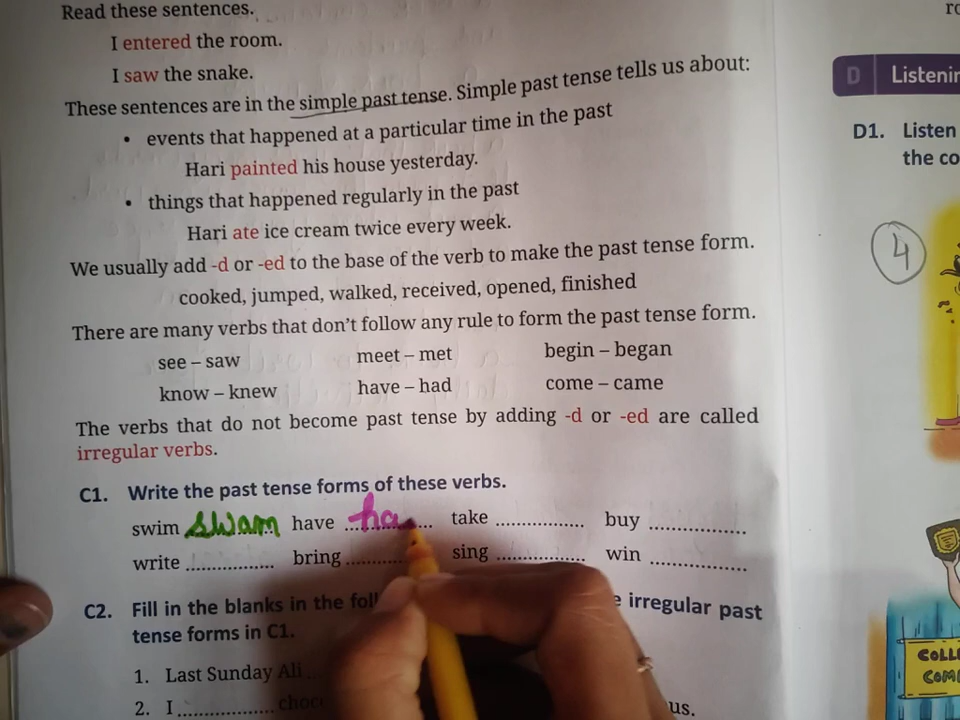 Read these sentences.
I entered the room.
I saw the snake.
These sentences are in the simple past tense. Simple past tense tells us about:
• events that happened at a particular time in the past
Hari painted his house yesterday.
• things that happened regularly in the past
Hari ate ice cream twice every week.
We usually add -d or -ed to the base of the verb to make the past tense form.
cooked, jumped, walked, received, opened, finished
There are many verbs that don't follow any rule to form the past tense form.
see – saw meet – met begin – began
know – knew have – had come – came
The verbs that do not become past tense by adding -d or -ed are called
irregular verbs.
C1. Write the past tense forms of these verbs.
swim swam have ha take ................ buy ..................
write ................ bring ........... sing ................ win ..................
C2. Fill in the blanks in the irregular past
tense forms in C1.
1. Last Sunday Ali
2. I .................. us.
D Listenin
D1. Listen
the co
4
COLL
COM